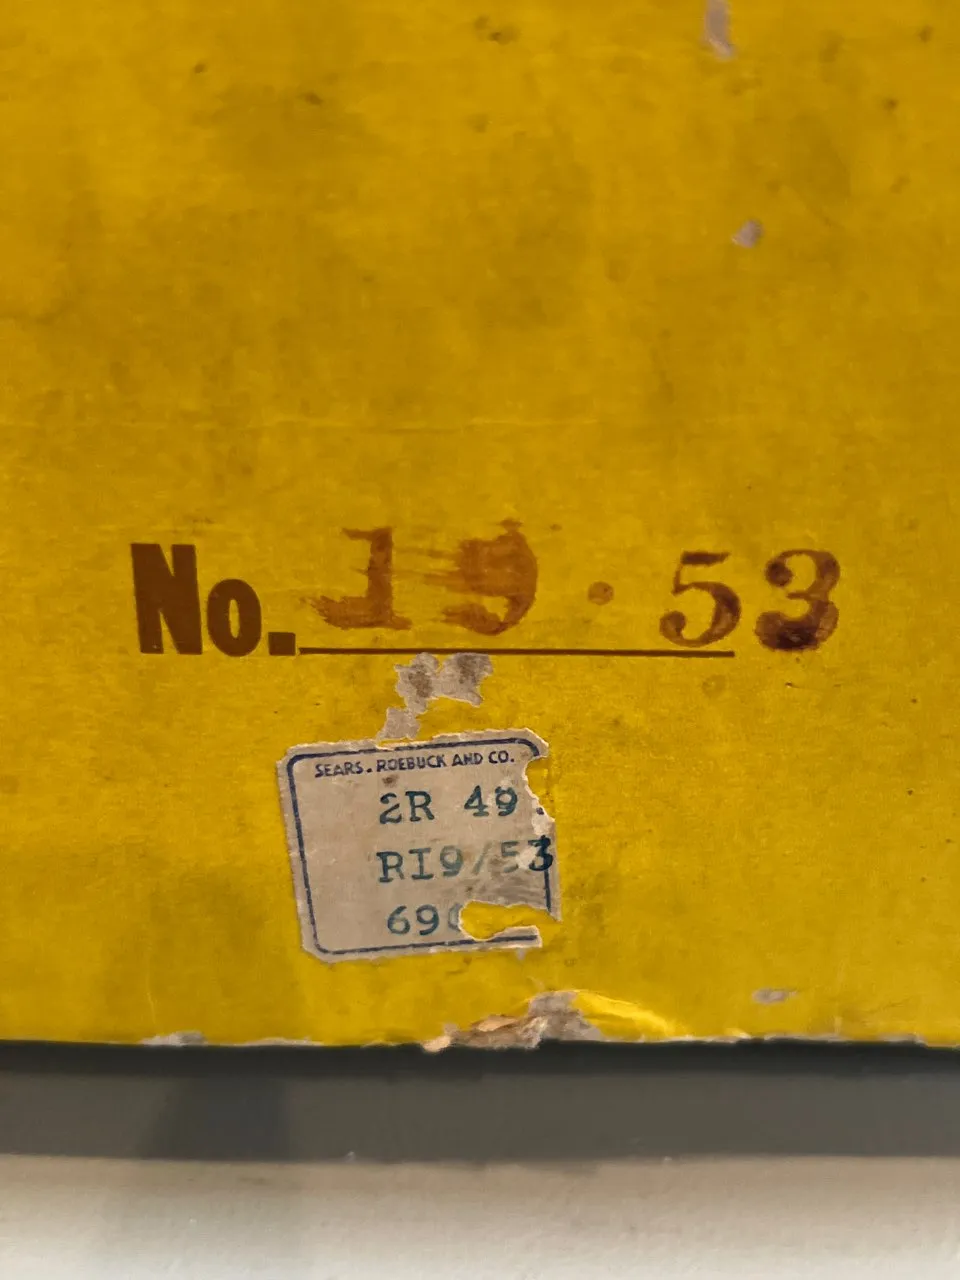 No. 19 · 53
SEARS, ROEBUCK AND CO.
2R 49
RI9/53
69